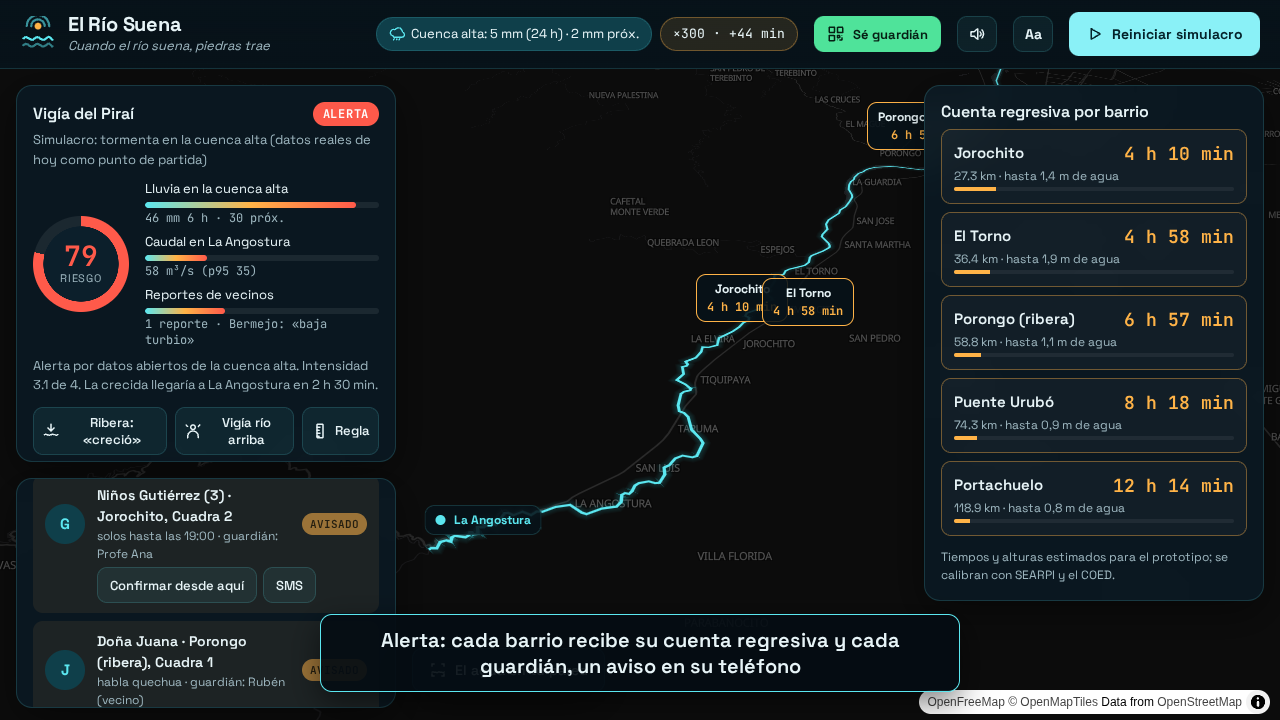 El Río Suena
Cuando el río suena, piedras trae
Cuenca alta: 5 mm (24 h) · 2 mm próx.
×300 · +44 min
Sé guardián
Aa
Reiniciar simulacro
Vigía del Piraí
ALERTA
Simulacro: tormenta en la cuenca alta (datos reales de
hoy como punto de partida)
79
RIESGO
Lluvia en la cuenca alta
46 mm 6 h · 30 próx.
Caudal en La Angostura
58 m³/s (p95 35)
Reportes de vecinos
1 reporte · Bermejo: «baja
turbio»
Alerta por datos abiertos de la cuenca alta. Intensidad
3.1 de 4. La crecida llegaría a La Angostura en 2 h 30 min.
Ribera:
«creció»
Vigía río
arriba
Regla
G
Niños Gutiérrez (3) ·
Jorochito, Cuadra 2
solos hasta las 19:00 · guardián:
Profe Ana
AVISADO
Confirmar desde aquí
SMS
J
Doña Juana · Porongo
(ribera), Cuadra 1
habla quechua · guardián: Rubén
(vecino)
TEREBINTO
TEREBINTO
NUEVA PALESTINA
LAS CRUCES
Porongo
6 h 5
PORONGO
LA GUARDIA
CAFETAL
MONTE VERDE
SAN JOSE
QUEBRADA LEON
ESPEJOS
SANTA MARTHA
EL TORNO
Jorochito
4 h 10 m
El Torno
4 h 58 min
LA ELVIRA
JOROCHITO
SAN PEDRO
TIQUIPAYA
TARUMA
SAN LUIS
LA ANGOSTURA
La Angostura
VILLA FLORIDA
Alerta: cada barrio recibe su cuenta regresiva y cada
guardián, un aviso en su teléfono
Cuenta regresiva por barrio
Jorochito
4 h 10 min
27.3 km · hasta 1,4 m de agua
El Torno
4 h 58 min
36.4 km · hasta 1,9 m de agua
Porongo (ribera)
6 h 57 min
58.8 km · hasta 1,1 m de agua
Puente Urubó
8 h 18 min
74.3 km · hasta 0,9 m de agua
Portachuelo
12 h 14 min
118.9 km · hasta 0,8 m de agua
Tiempos y alturas estimados para el prototipo; se
calibran con SEARPI y el COED.
OpenFreeMap © OpenMapTiles Data from OpenStreetMap